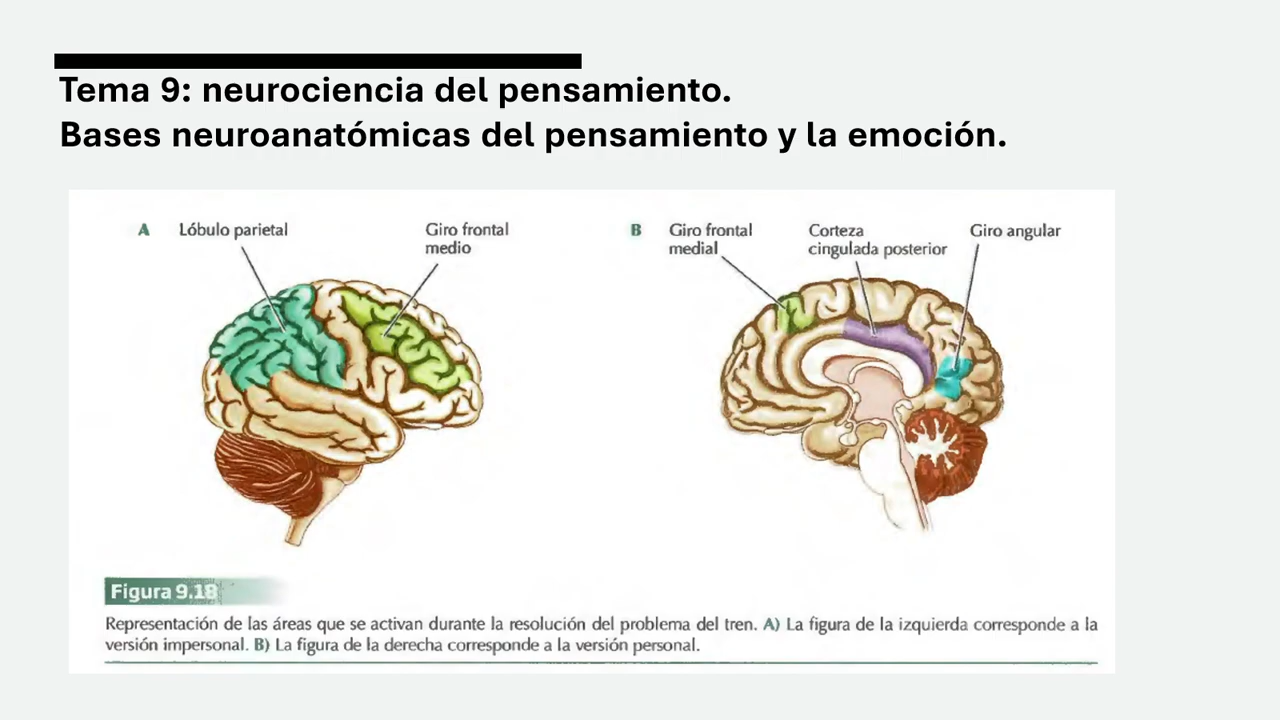 Tema 9: neurociencia del pensamiento.
Bases neuroanatómicas del pensamiento y la emoción.
A Lóbulo parietal
Giro frontal
medio
B Giro frontal
medial
Corteza
cingulada posterior
Giro angular
Figura 9.18
Representación de las áreas que se activan durante la resolución del problema del tren. A) La figura de la izquierda corresponde a la
versión impersonal. B) La figura de la derecha corresponde a la versión personal.